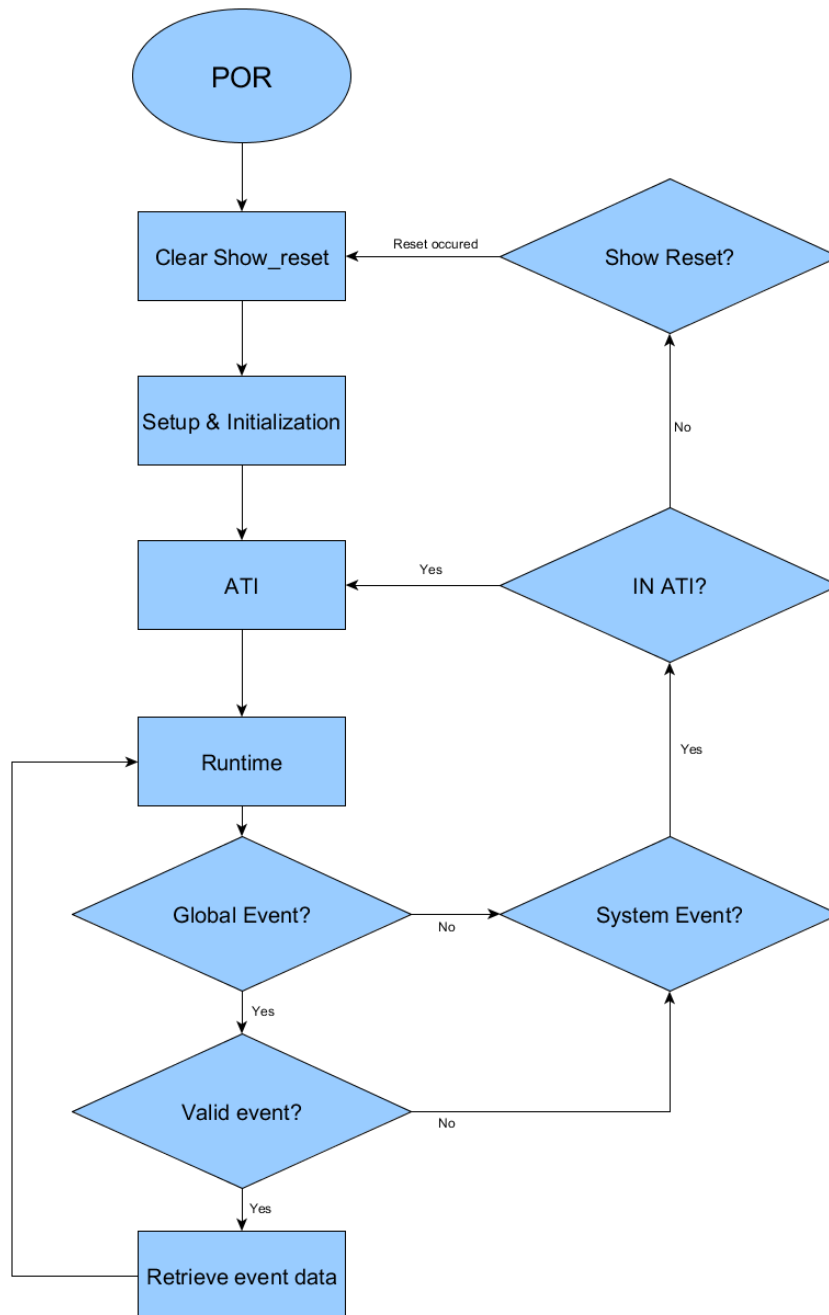 POR
Clear Show_reset
Reset occured
Show Reset?
Setup & Initialization
No
ATI
Yes
IN ATI?
Runtime
Yes
Global Event?
No
System Event?
Yes
Valid event?
No
Yes
Retrieve event data